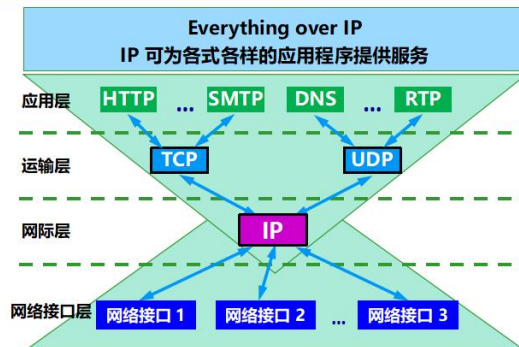 Everything over IP
IP 可为各式各样的应用程序提供服务
应用层 HTTP ... SMTP DNS ... RTP
运输层 TCP UDP
网际层 IP
网络接口层 网络接口 1 网络接口 2 ... 网络接口 3